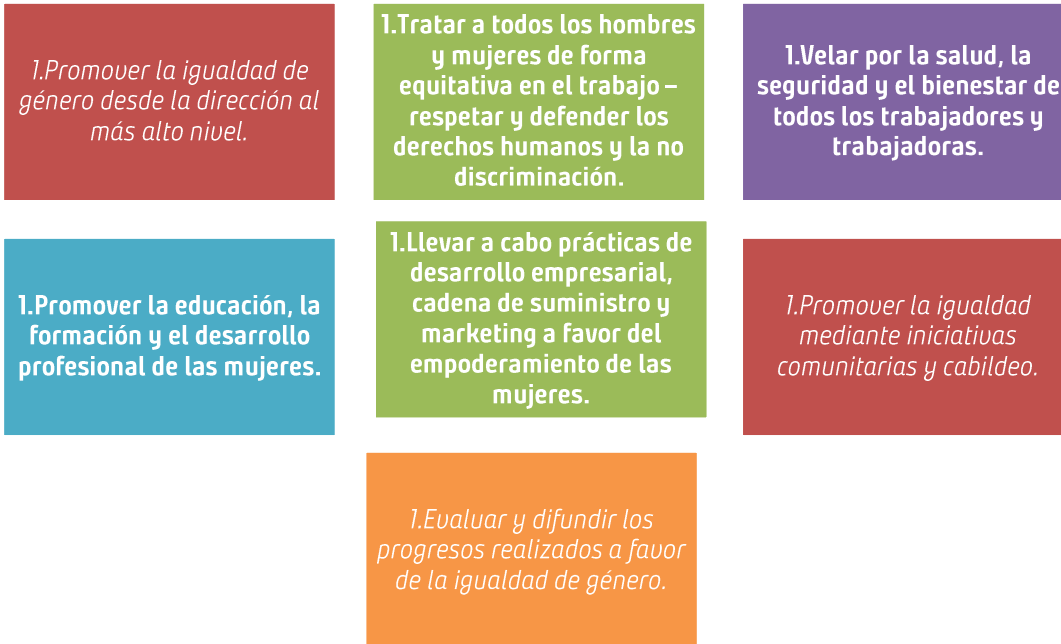 1.Promover la igualdad de
género desde la dirección al
más alto nivel.
1.Tratar a todos los hombres
y mujeres de forma
equitativa en el trabajo –
respetar y defender los
derechos humanos y la no
discriminación.
1.Velar por la salud, la
seguridad y el bienestar de
todos los trabajadores y
trabajadoras.
1.Promover la educación, la
formación y el desarrollo
profesional de las mujeres.
1.Llevar a cabo prácticas de
desarrollo empresarial,
cadena de suministro y
marketing a favor del
empoderamiento de las
mujeres.
1.Promover la igualdad
mediante iniciativas
comunitarias y cabildeo.
1.Evaluar y difundir los
progresos realizados a favor
de la igualdad de género.